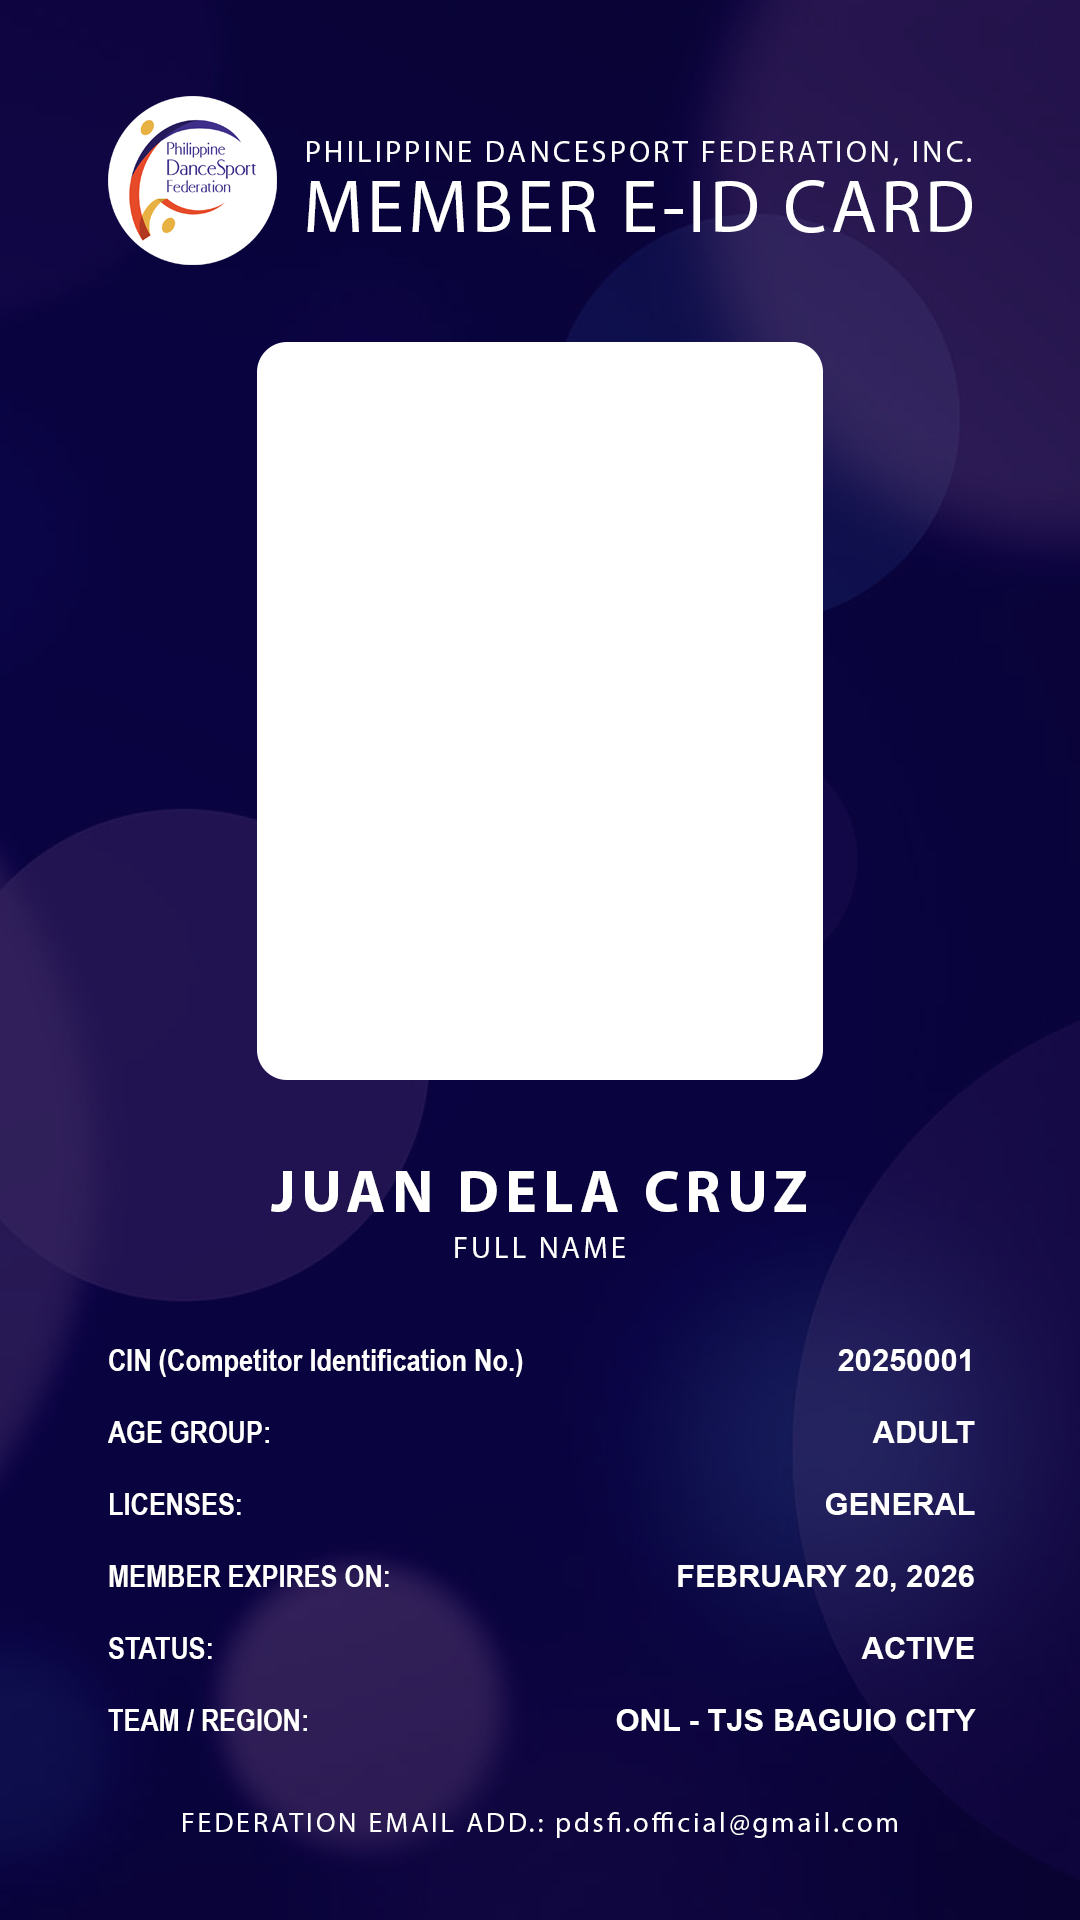 Philippine
DanceSport
Federation
PHILIPPINE DANCESPORT FEDERATION, INC.
MEMBER E-ID CARD
JUAN DELA CRUZ
FULL NAME
CIN (Competitor Identification No.) 20250001
AGE GROUP: ADULT
LICENSES: GENERAL
MEMBER EXPIRES ON: FEBRUARY 20, 2026
STATUS: ACTIVE
TEAM / REGION: ONL - TJS BAGUIO CITY
FEDERATION EMAIL ADD.: pdsfi.official@gmail.com